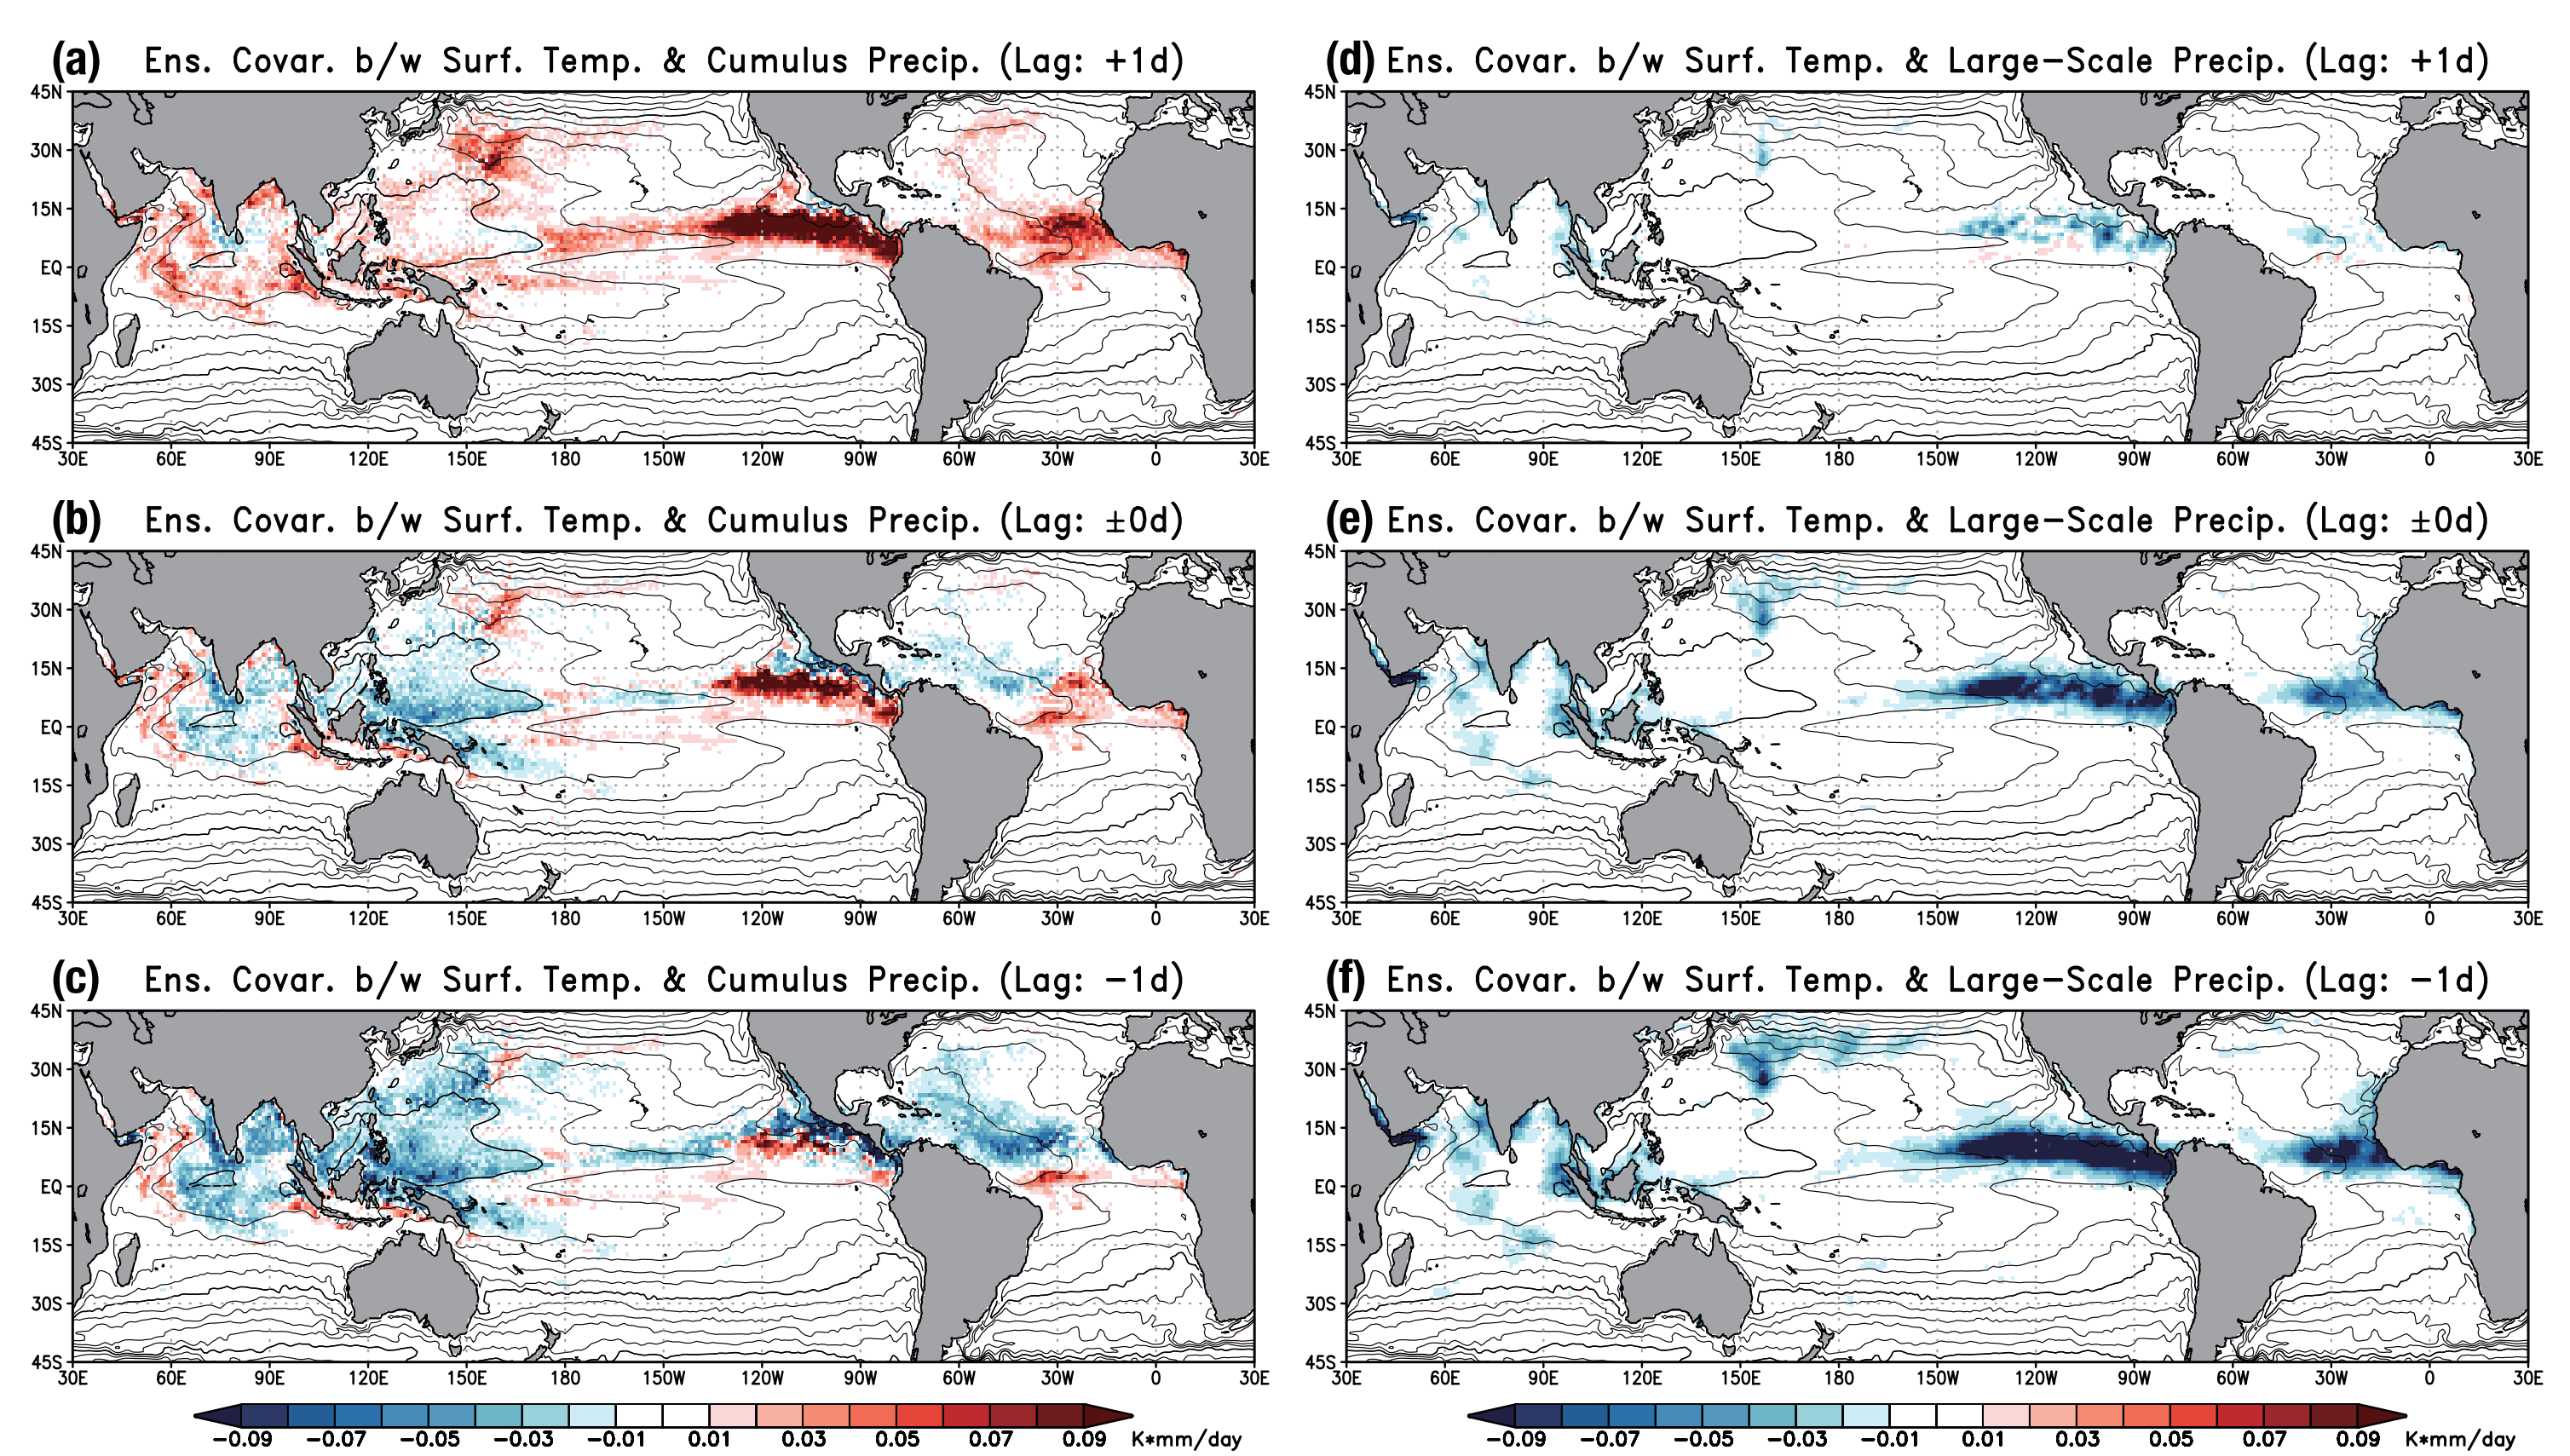 (a) Ens. Covar. b/w Surf. Temp. & Cumulus Precip. (Lag: +1d)
45N
30N
15N
EQ
15S
30S
45S
30E 60E 90E 120E 150E 180 150W 120W 90W 60W 30W 0 30E
(b) Ens. Covar. b/w Surf. Temp. & Cumulus Precip. (Lag: ±0d)
45N
30N
15N
EQ
15S
30S
45S
30E 60E 90E 120E 150E 180 150W 120W 90W 60W 30W 0 30E
(c) Ens. Covar. b/w Surf. Temp. & Cumulus Precip. (Lag: −1d)
45N
30N
15N
EQ
15S
30S
45S
30E 60E 90E 120E 150E 180 150W 120W 90W 60W 30W 0 30E
−0.09 −0.07 −0.05 −0.03 −0.01 0.01 0.03 0.05 0.07 0.09 K*mm/day
(d) Ens. Covar. b/w Surf. Temp. & Large−Scale Precip. (Lag: +1d)
45N
30N
15N
EQ
15S
30S
45S
30E 60E 90E 120E 150E 180 150W 120W 90W 60W 30W 0 30E
(e) Ens. Covar. b/w Surf. Temp. & Large−Scale Precip. (Lag: ±0d)
45N
30N
15N
EQ
15S
30S
45S
30E 60E 90E 120E 150E 180 150W 120W 90W 60W 30W 0 30E
(f) Ens. Covar. b/w Surf. Temp. & Large−Scale Precip. (Lag: −1d)
45N
30N
15N
EQ
15S
30S
45S
30E 60E 90E 120E 150E 180 150W 120W 90W 60W 30W 0 30E
−0.09 −0.07 −0.05 −0.03 −0.01 0.01 0.03 0.05 0.07 0.09 K*mm/day